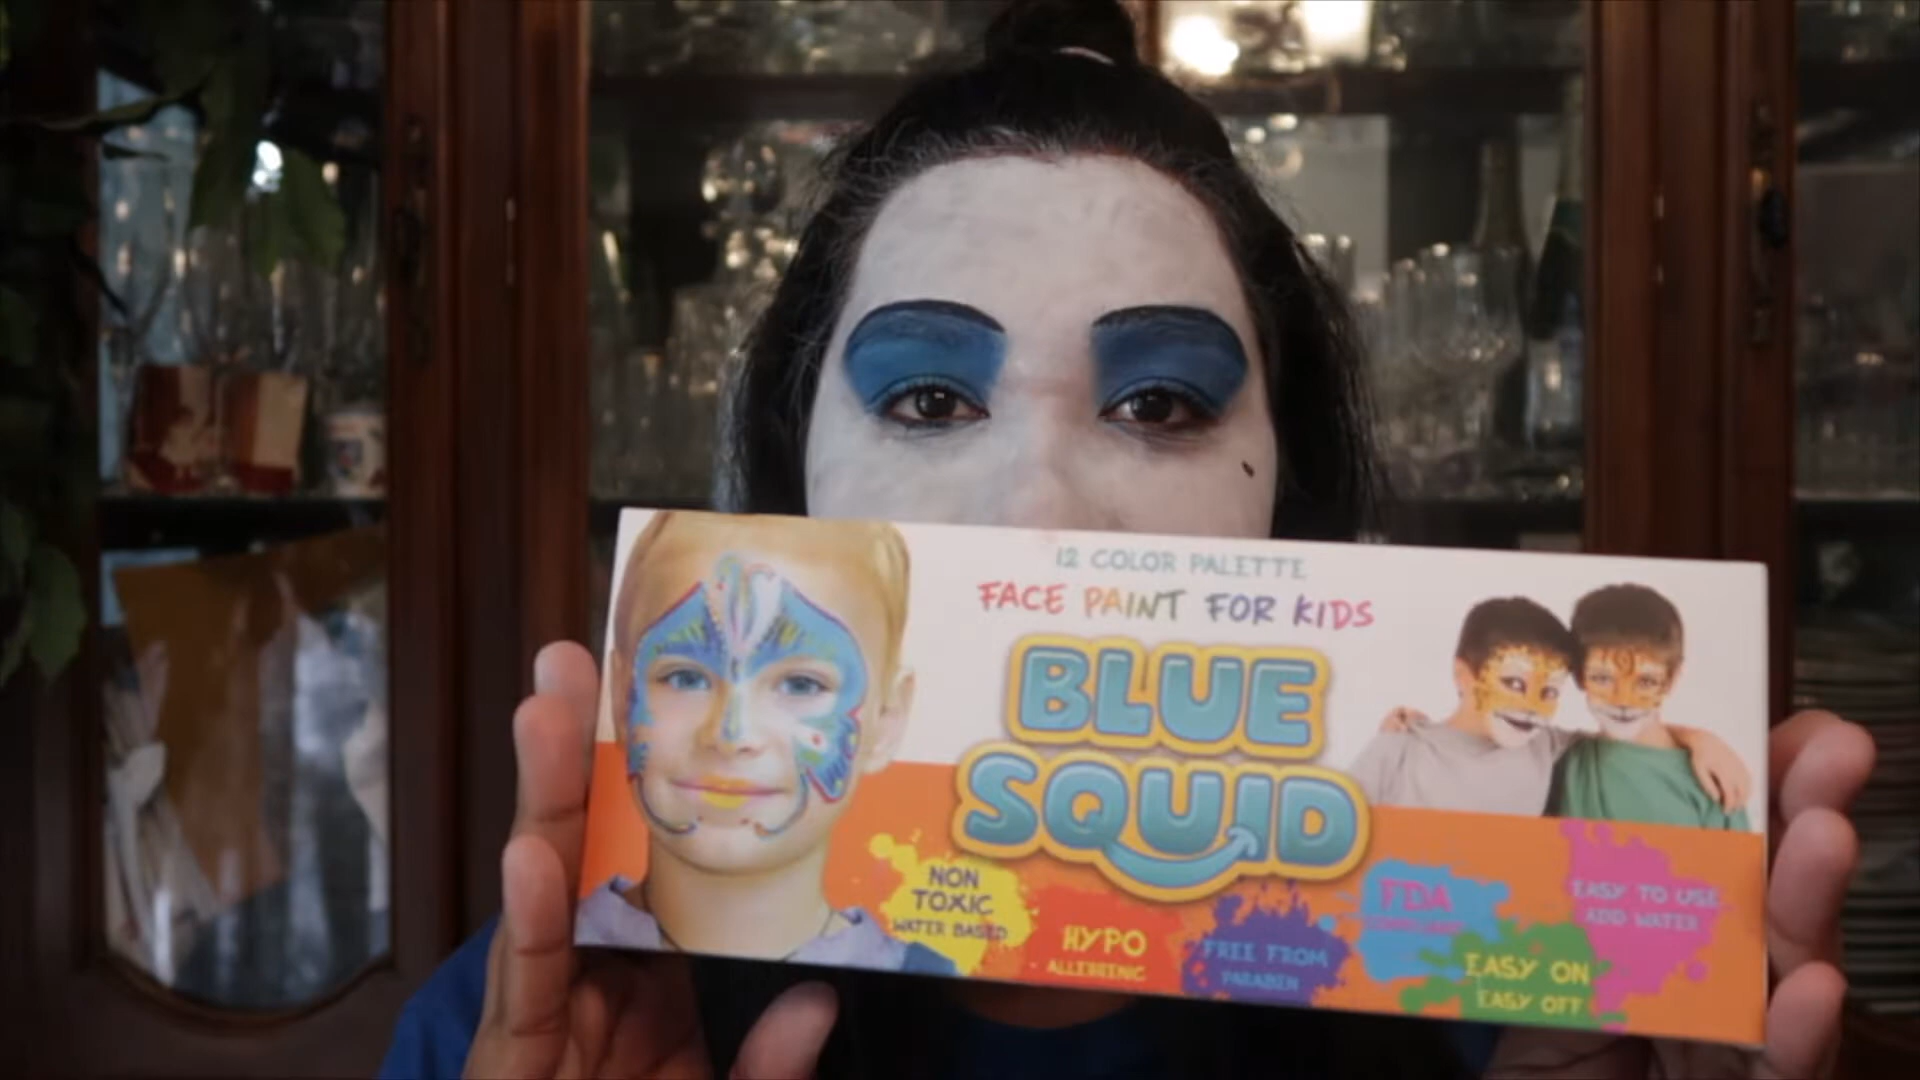 12 COLOR PALETTE
FACE PAINT FOR KIDS
BLUE
SQUID
NON
TOXIC
WATER BASED
HYPO
- ALLERGENIC
FREE FROM
PARABEN
FDA
COMPLIANT
EASY ON
EASY OFF
EASY TO USE
ADD WATER